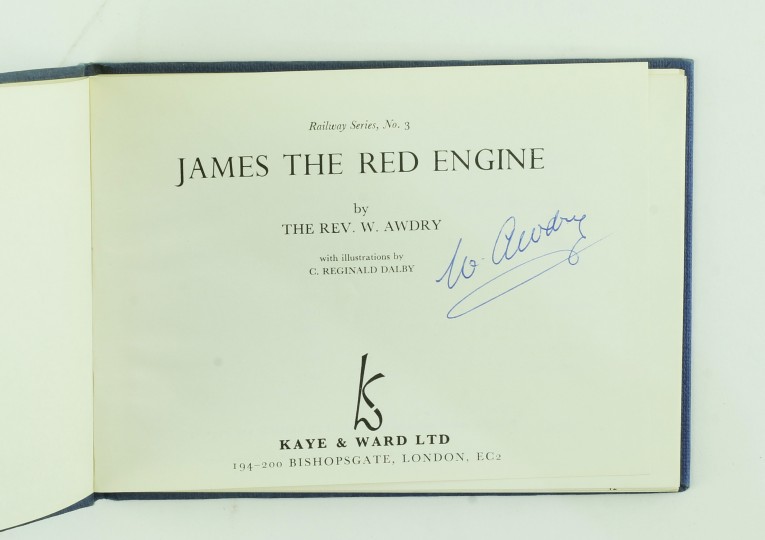 Railway Series, No. 3
JAMES THE RED ENGINE
by
THE REV. W. AWDRY
W. Awdry
with illustrations by
C. REGINALD DALBY
KAYE & WARD LTD
194–200 BISHOPSGATE, LONDON, EC2